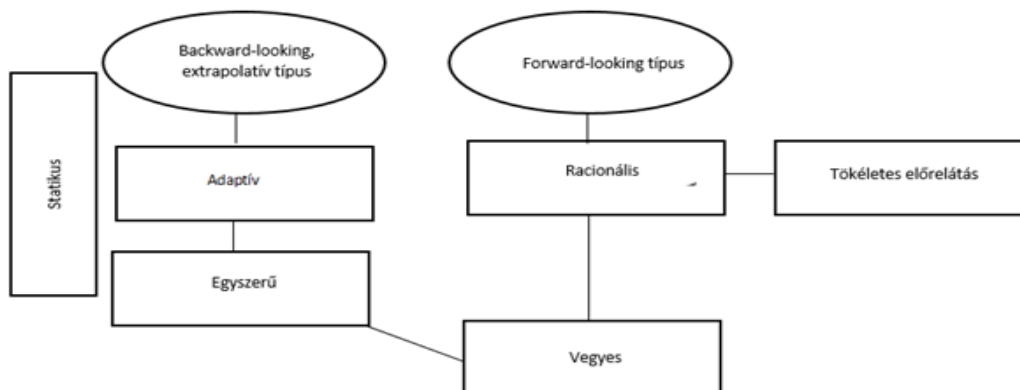 Backward-looking,
extrapolatív típus
Forward-looking típus
Statikus
Adaptív
Racionális
Tökéletes előrelátás
Egyszerű
Vegyes